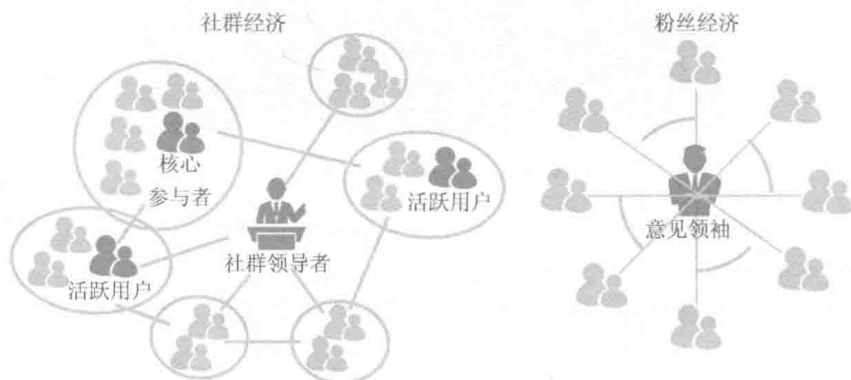 社群经济
粉丝经济
核心
参与者
活跃用户
意见领袖
社群领导者
活跃用户